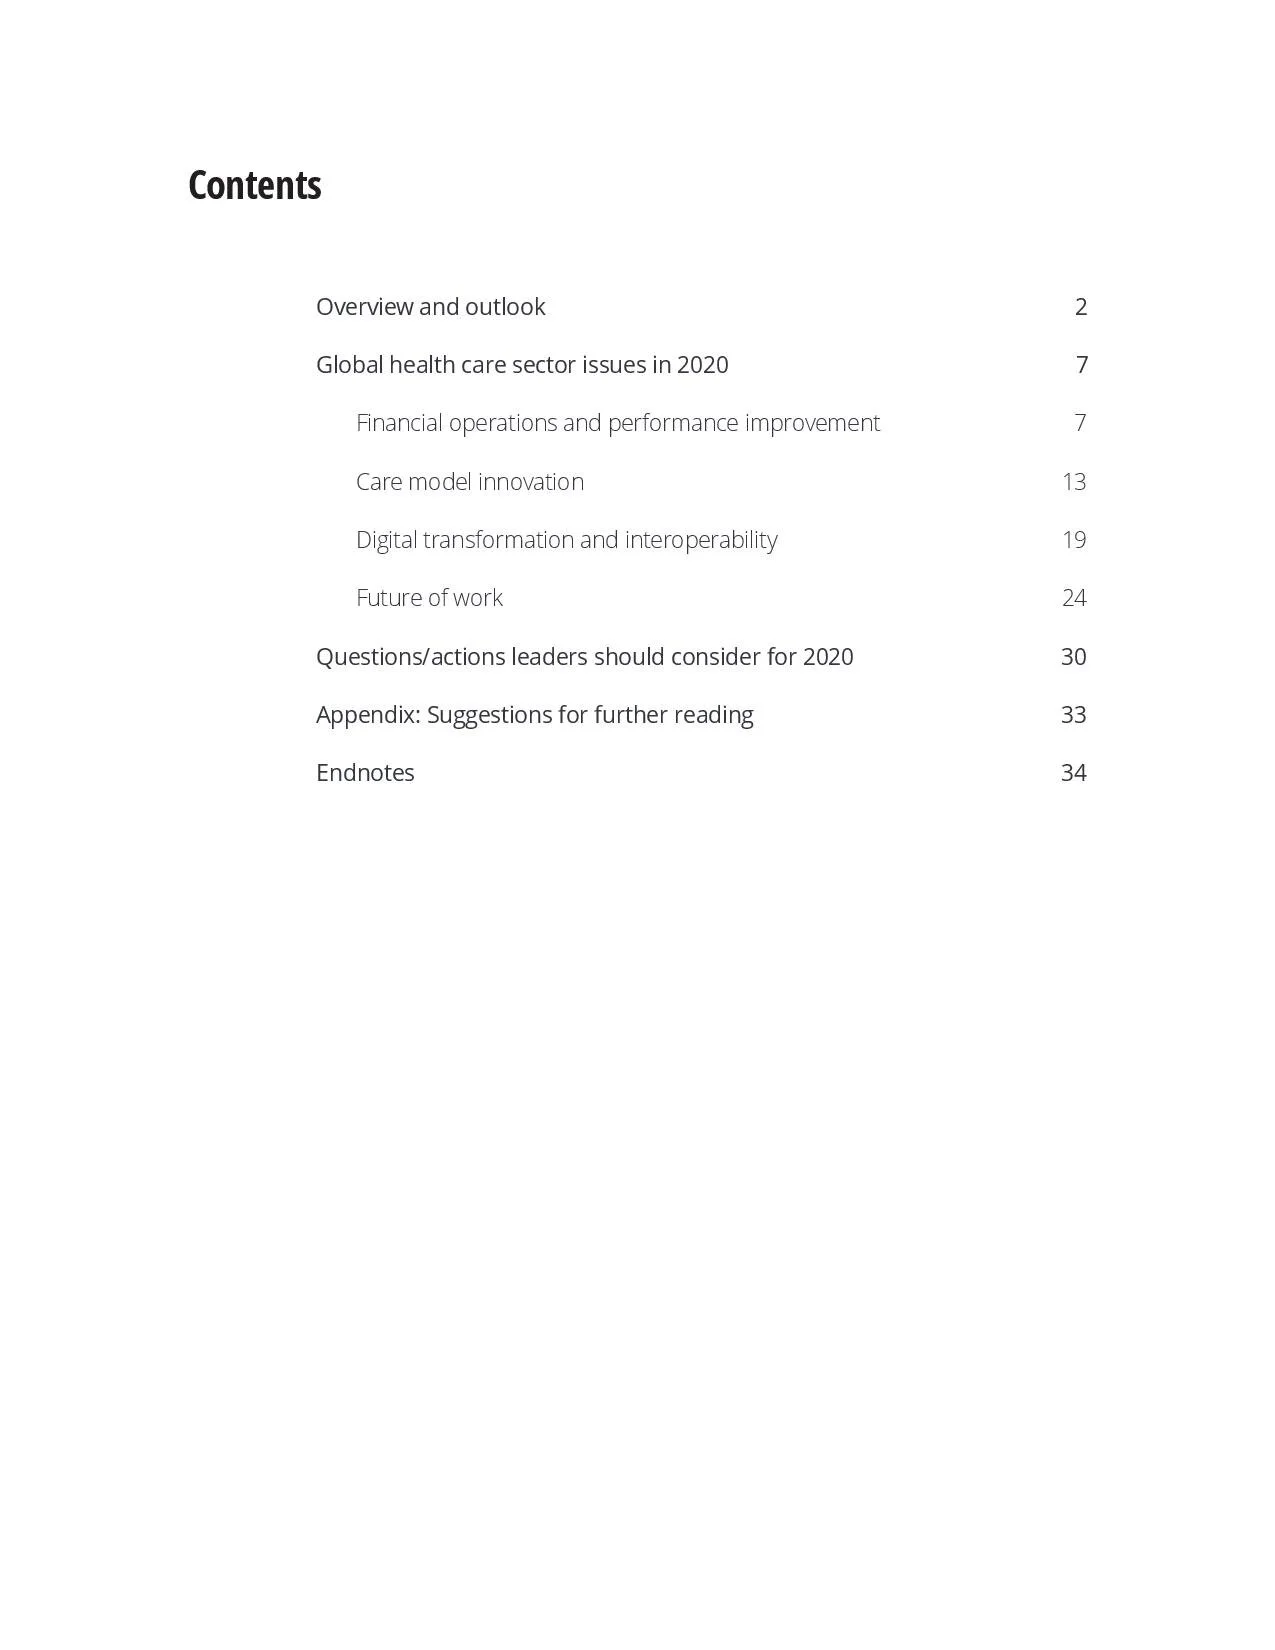 Contents
Overview and outlook 2
Global health care sector issues in 2020 7
Financial operations and performance improvement 7
Care model innovation 13
Digital transformation and interoperability 19
Future of work 24
Questions/actions leaders should consider for 2020 30
Appendix: Suggestions for further reading 33
Endnotes 34